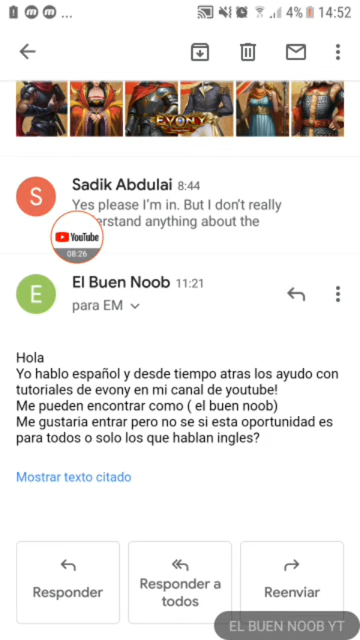 4% 14:52
EVONY
S
Sadik Abdulai 8:44
Yes please I'm in. But I don't really
erstand anything about the
YouTube
08:26
E
El Buen Noob 11:21
para EM
Hola
Yo hablo español y desde tiempo atras los ayudo con
tutoriales de evony en mi canal de youtube!
Me pueden encontrar como ( el buen noob)
Me gustaria entrar pero no se si esta oportunidad es
para todos o solo los que hablan ingles?
Mostrar texto citado
Responder
Responder a
todos
Reenviar
EL BUEN NOOB YT